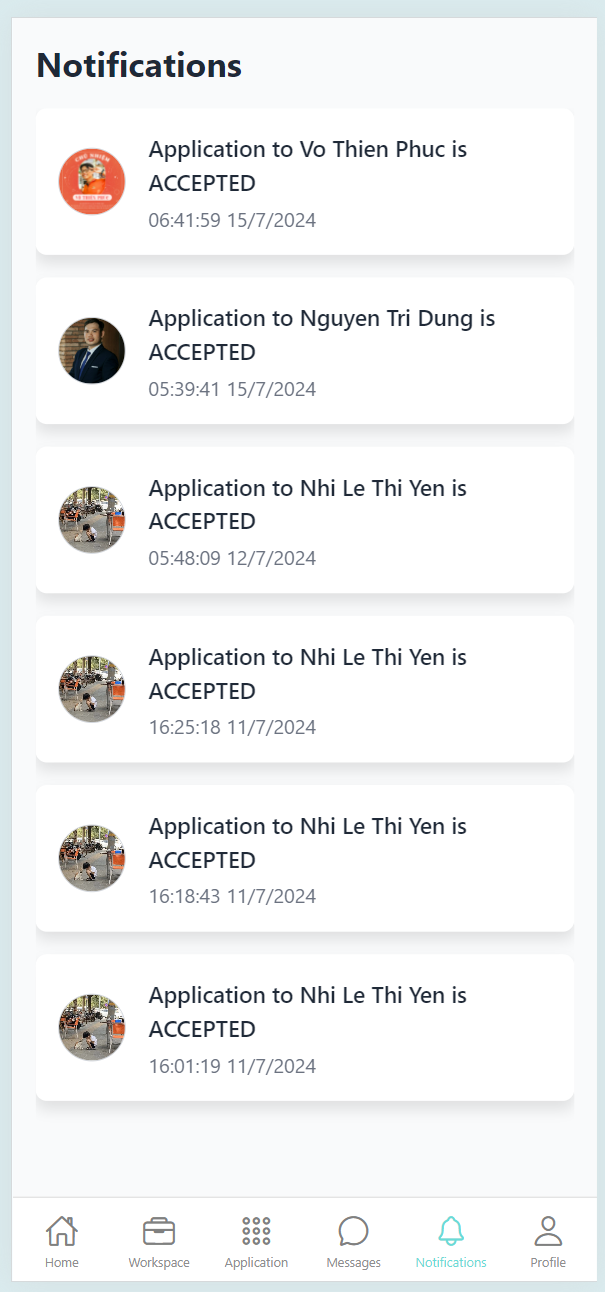 Notifications
Application to Vo Thien Phuc is
ACCEPTED
06:41:59 15/7/2024
Application to Nguyen Tri Dung is
ACCEPTED
05:39:41 15/7/2024
Application to Nhi Le Thi Yen is
ACCEPTED
05:48:09 12/7/2024
Application to Nhi Le Thi Yen is
ACCEPTED
16:25:18 11/7/2024
Application to Nhi Le Thi Yen is
ACCEPTED
16:18:43 11/7/2024
Application to Nhi Le Thi Yen is
ACCEPTED
16:01:19 11/7/2024
Home
Workspace
Application
Messages
Notifications
Profile